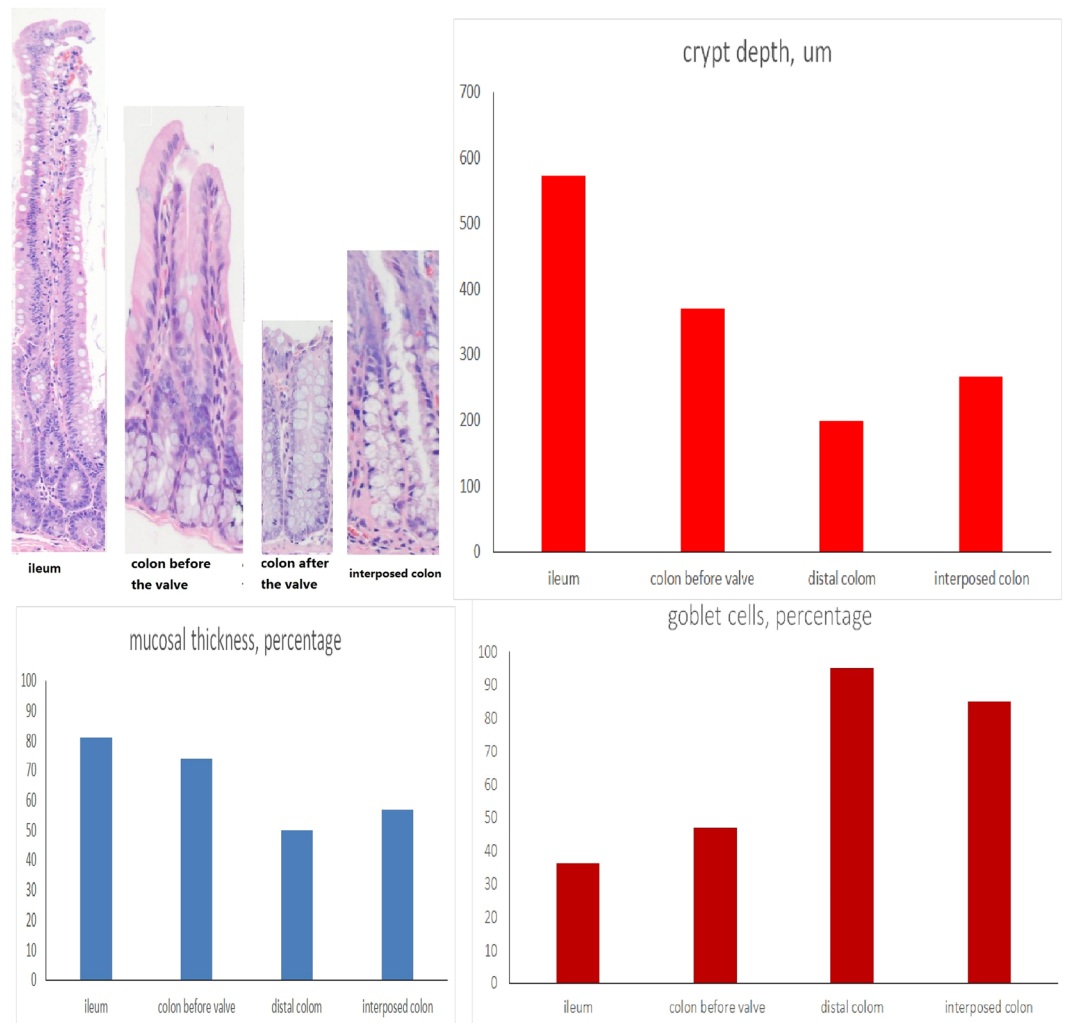 ileum
colon before
the valve
colon after
the valve
interposed colon
crypt depth, um
700
600
500
400
300
200
100
0
ileum
colon before valve
distal colom
interposed colon
mucosal thickness, percentage
100
90
80
70
60
50
40
30
20
10
0
ileum
colon before valve
distal colom
interposed colon
goblet cells, percentage
100
90
80
70
60
50
40
30
20
10
0
ileum
colon before valve
distal colom
interposed colon